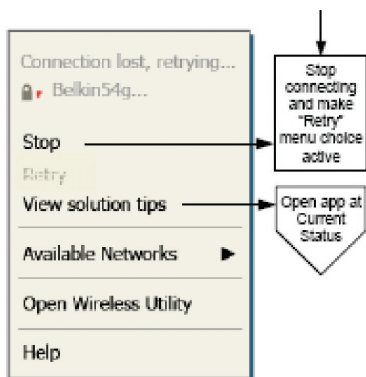 Connection lost, retrying...
Belkin54g...
Stop
Retry
View solution tips
Available Networks
Open Wireless Utility
Help
Stop
connecting
and make
"Retry"
menu choice
active
Open app at
Current
Status